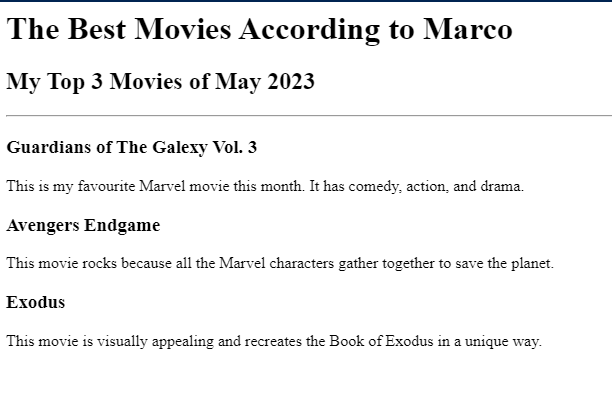 The Best Movies According to Marco
My Top 3 Movies of May 2023
Guardians of The Galexy Vol. 3
This is my favourite Marvel movie this month. It has comedy, action, and drama.
Avengers Endgame
This movie rocks because all the Marvel characters gather together to save the planet.
Exodus
This movie is visually appealing and recreates the Book of Exodus in a unique way.